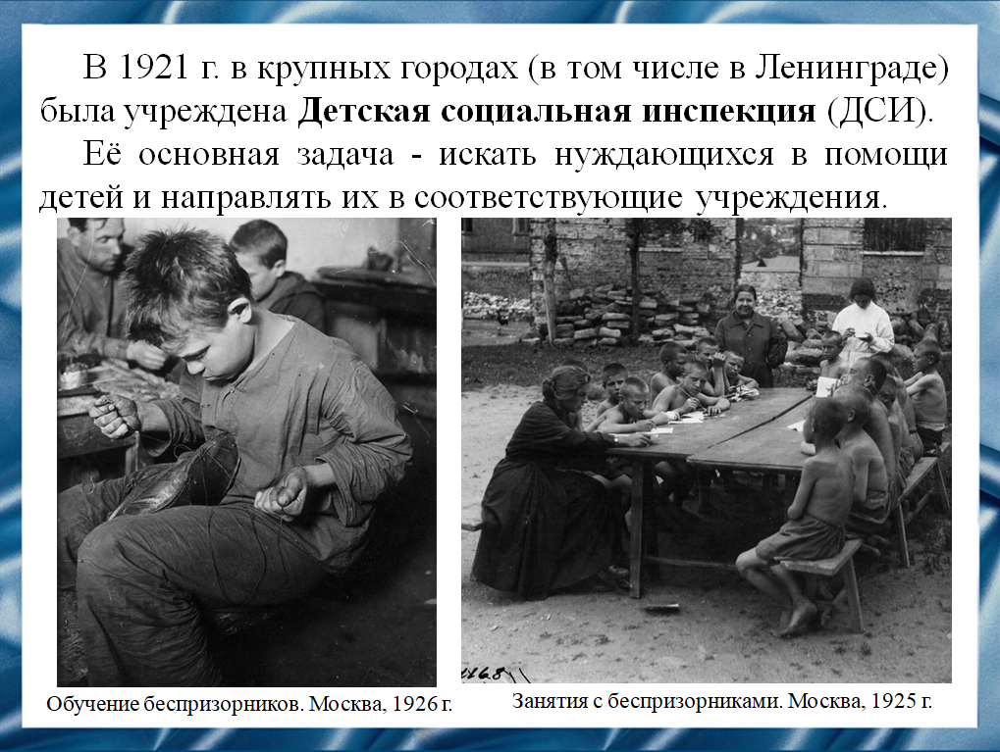 В 1921 г. в крупных городах (в том числе в Ленинграде)
была учреждена Детская социальная инспекция (ДСИ).
Её основная задача - искать нуждающихся в помощи
детей и направлять их в соответствующие учреждения.
Обучение беспризорников. Москва, 1926 г.
Занятия с беспризорниками. Москва, 1925 г.